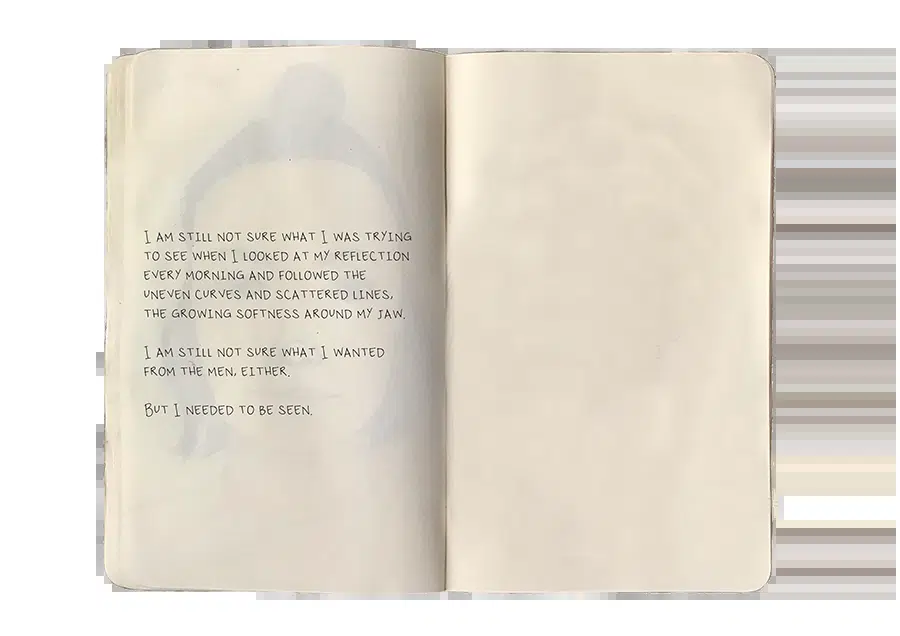 I AM STILL NOT SURE WHAT I WAS TRYING
TO SEE WHEN I LOOKED AT MY REFLECTION
EVERY MORNING AND FOLLOWED THE
UNEVEN CURVES AND SCATTERED LINES,
THE GROWING SOFTNESS AROUND MY JAW.
I AM STILL NOT SURE WHAT I WANTED
FROM THE MEN, EITHER.
BUT I NEEDED TO BE SEEN.